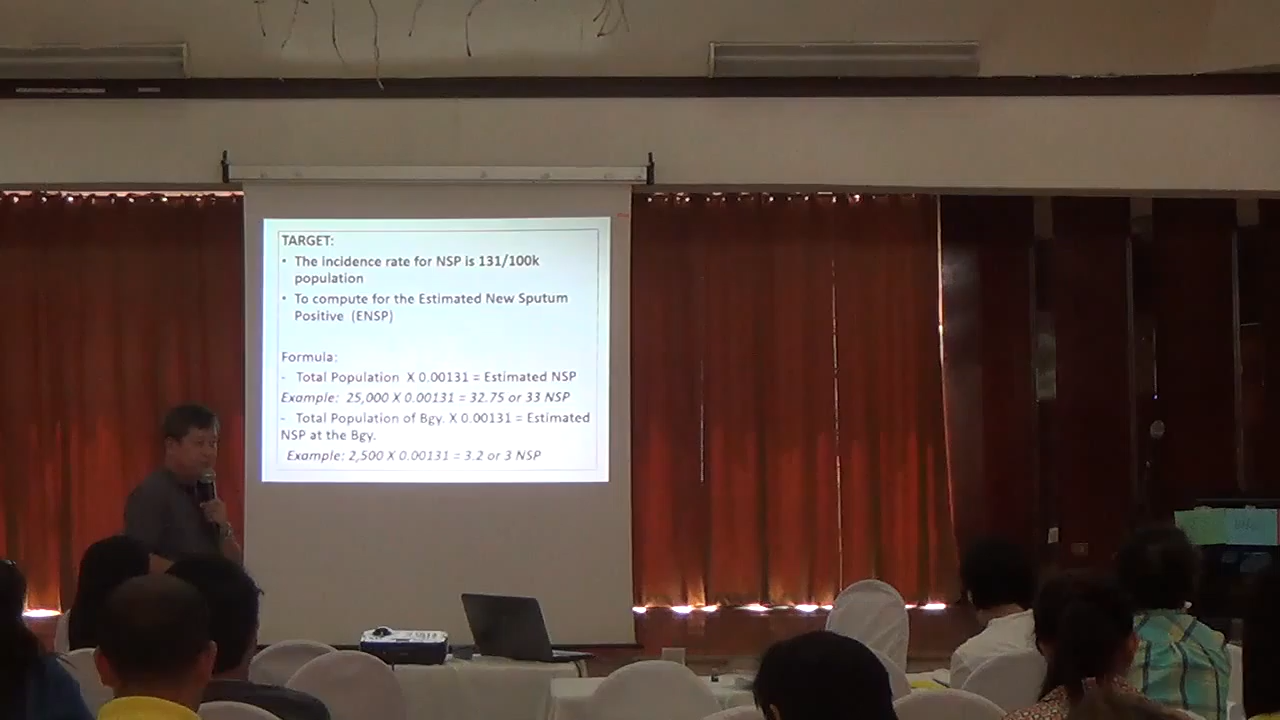 TARGET:
• The incidence rate for NSP is 131/100k
population
• To compute for the Estimated New Sputum
Positive (ENSP)
Formula:
- Total Population X 0.00131 = Estimated NSP
Example: 25,000 X 0.00131 = 32.75 or 33 NSP
- Total Population of Bgy. X 0.00131 = Estimated
NSP at the Bgy.
Example: 2,500 X 0.00131 = 3.2 or 3 NSP